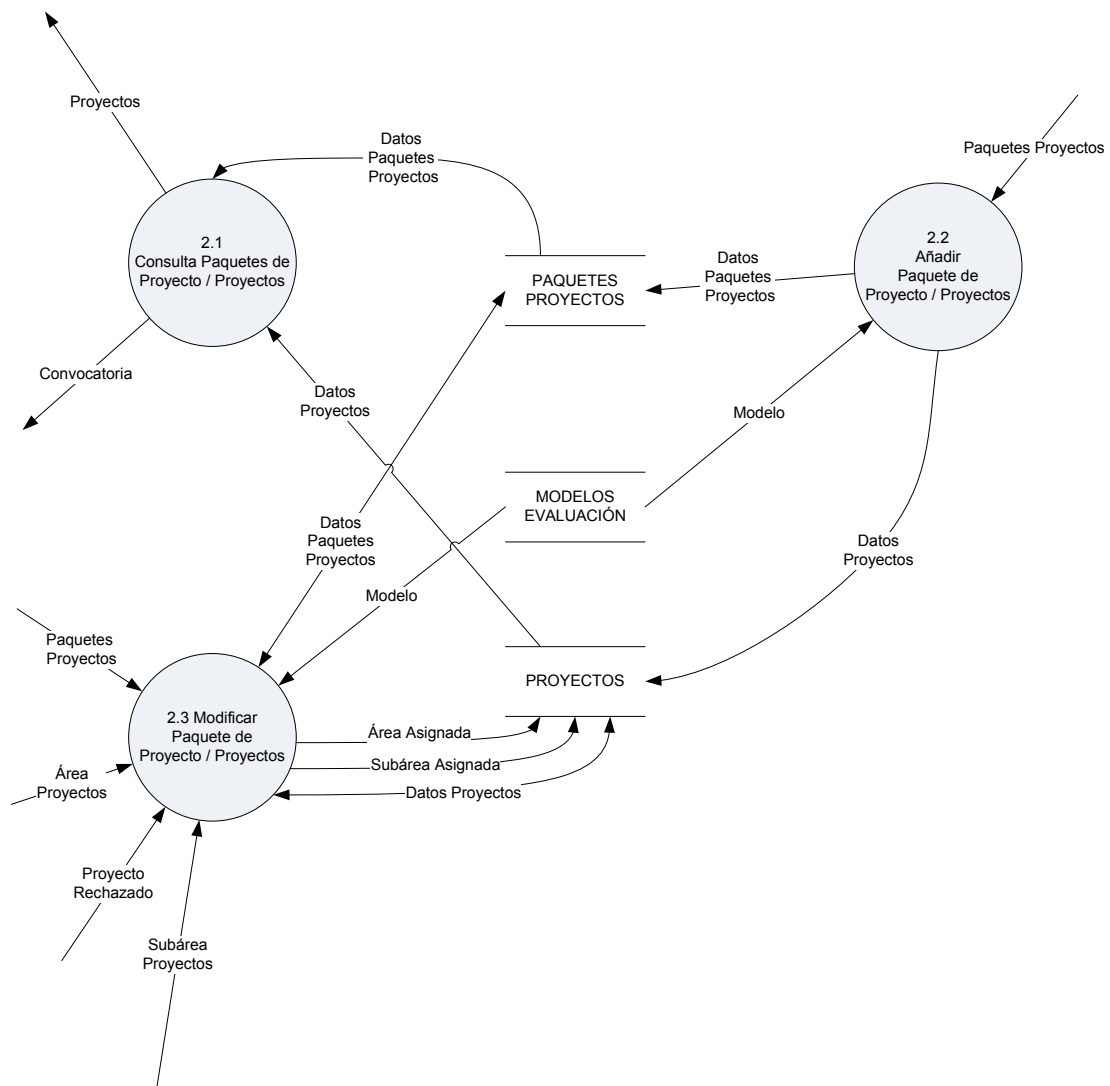 Proyectos
Datos
Paquetes
Proyectos
Paquetes Proyectos
2.1
Consulta Paquetes de
Proyecto / Proyectos
2.2
Añadir
Paquete de
Proyecto / Proyectos
PAQUETES
PROYECTOS
Datos
Paquetes
Proyectos
Convocatoria
Datos
Proyectos
Modelo
MODELOS
EVALUACIÓN
Datos
Paquetes
Proyectos
Datos
Proyectos
Modelo
Paquetes
Proyectos
PROYECTOS
2.3 Modificar
Paquete de
Proyecto / Proyectos
Área Asignada
Subárea Asignada
Datos Proyectos
Área
Proyectos
Proyecto
Rechazado
Subárea
Proyectos